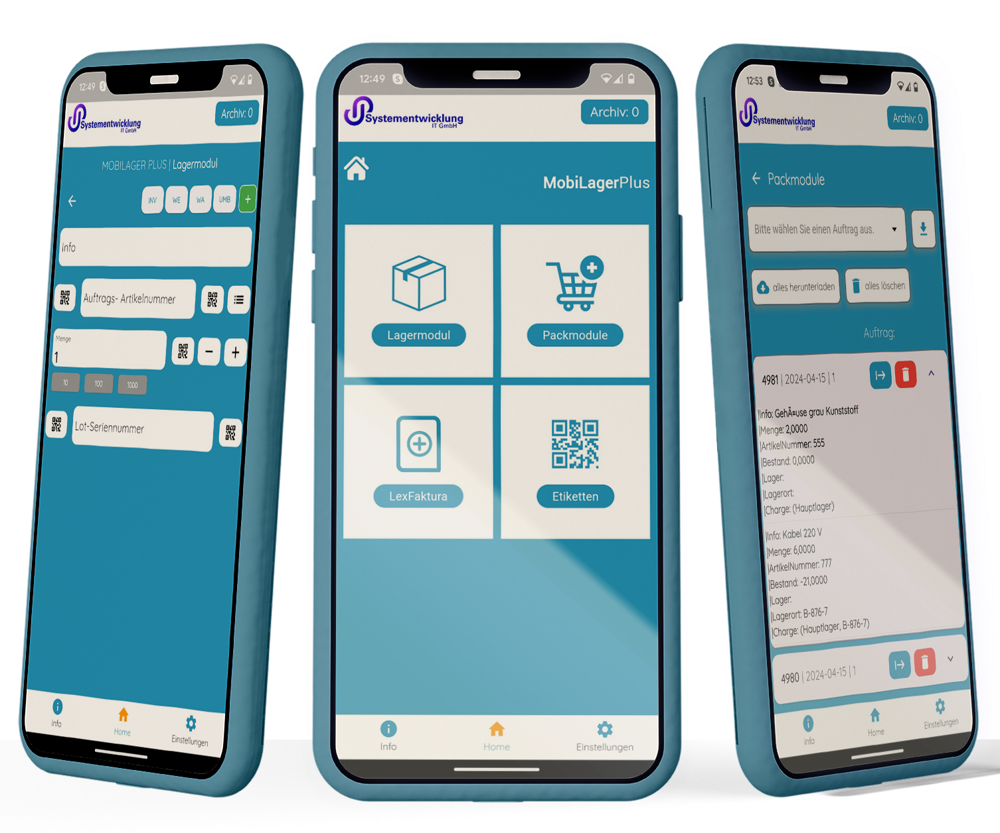 12:49 S
Systementwicklung
IT GmbH
Archiv: 0
MOBILAGER PLUS | Lagermodul
INV
WE
WA
UMB
+
Info
Auftrags- Artikelnummer
Menge
1
−
+
10
100
1000
Lot-Seriennummer
Info
Home
Einstellungen
12:49 S
Systementwicklung
IT GmbH
Archiv: 0
MobiLagerPlus
Lagermodul
Packmodule
LexFaktura
Etiketten
Info
Home
Einstellungen
12:53 S
Systementwicklung
IT GmbH
Archiv: 0
Packmodule
Bitte wählen Sie einen Auftrag aus.
alles herunterladen
alles löschen
Auftrag:
4981 | 2024-04-15 | 1
|Info: GehÃ¤use grau Kunststoff
|Menge: 2,0000
|ArtikelNummer: 555
|Bestand: 0,0000
|Lager:
|Lagerort:
|Charge: (Hauptlager)
|Info: Kabel 220 V
|Menge: 6,0000
|ArtikelNummer: 777
|Bestand: -21,0000
|Lager:
|Lagerort: B-876-7
|Charge: (Hauptlager, B-876-7)
4980 | 2024-04-15 | 1
Info
Home
Einstellungen